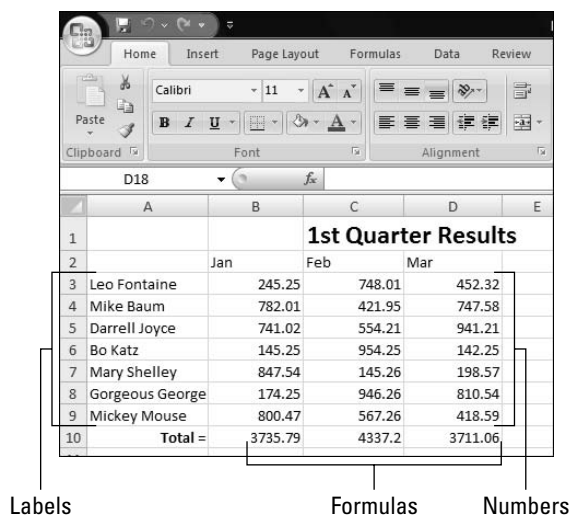 Home Insert Page Layout Formulas Data Review
Calibri 11 A A
Paste B I U A
Clipboard Font Alignment
D18 fx
A B C D E
1 1st Quarter Results
2 Jan Feb Mar
3 Leo Fontaine 245.25 748.01 452.32
4 Mike Baum 782.01 421.95 747.58
5 Darrell Joyce 741.02 554.21 941.21
6 Bo Katz 145.25 954.25 142.25
7 Mary Shelley 847.54 145.26 198.57
8 Gorgeous George 174.25 946.26 810.54
9 Mickey Mouse 800.47 567.26 418.59
10 Total = 3735.79 4337.2 3711.06
Labels Formulas Numbers